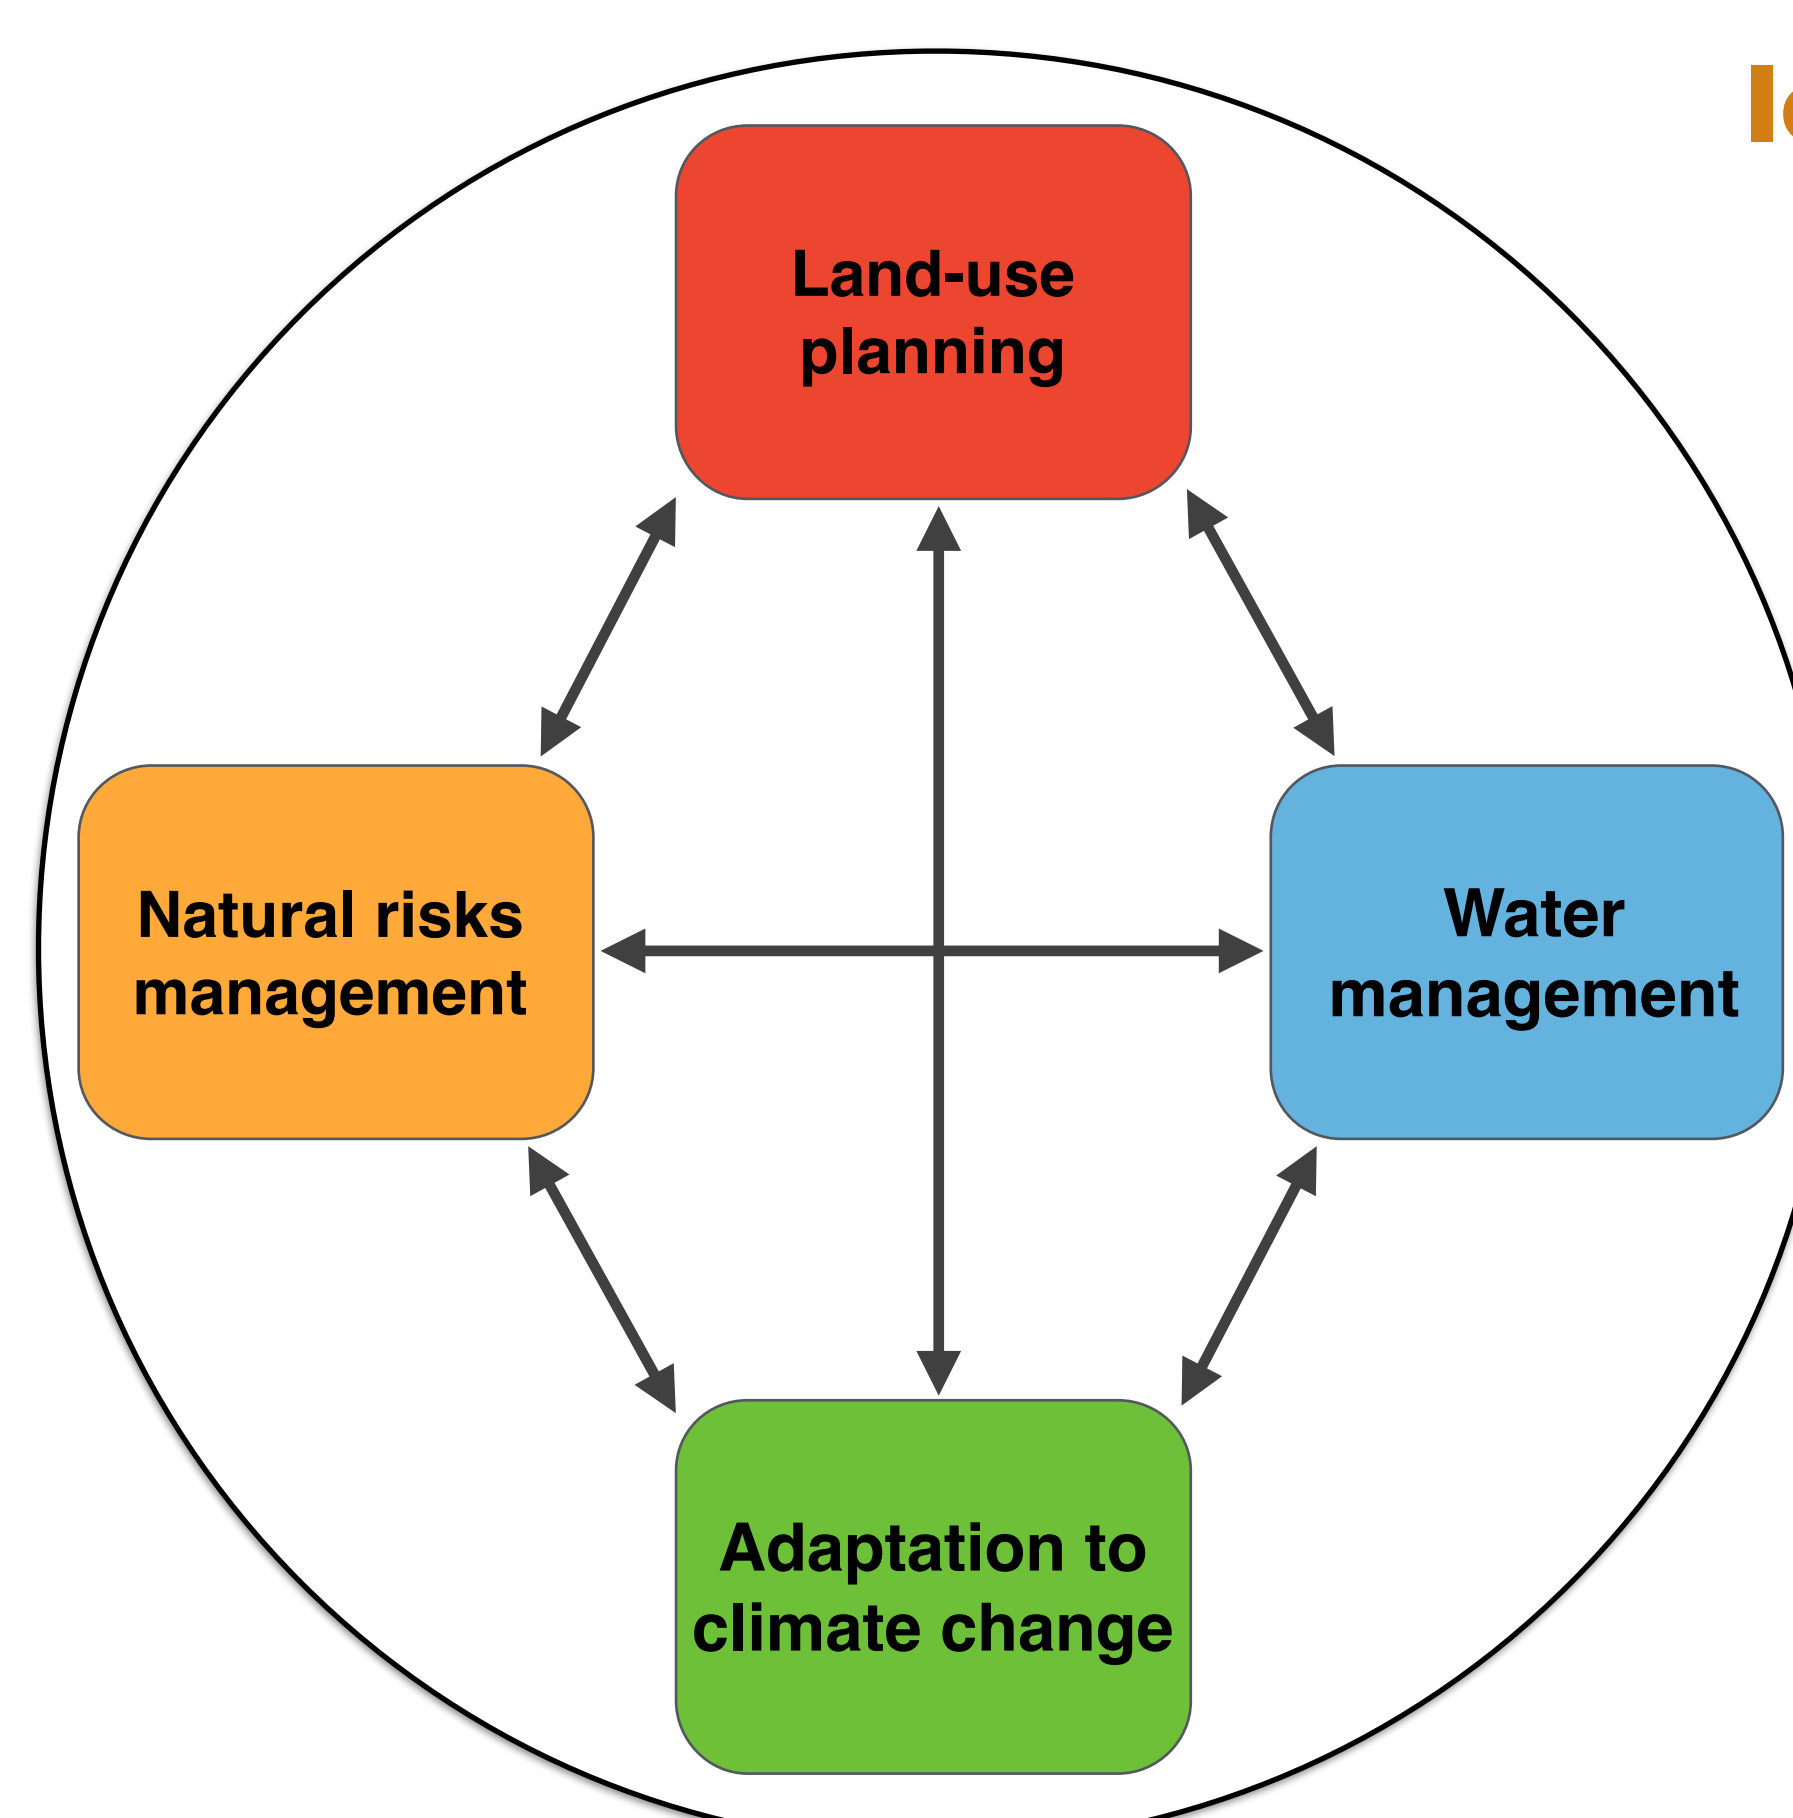 Land-use
planning
Natural risks
management
Water
management
Adaptation to
climate change